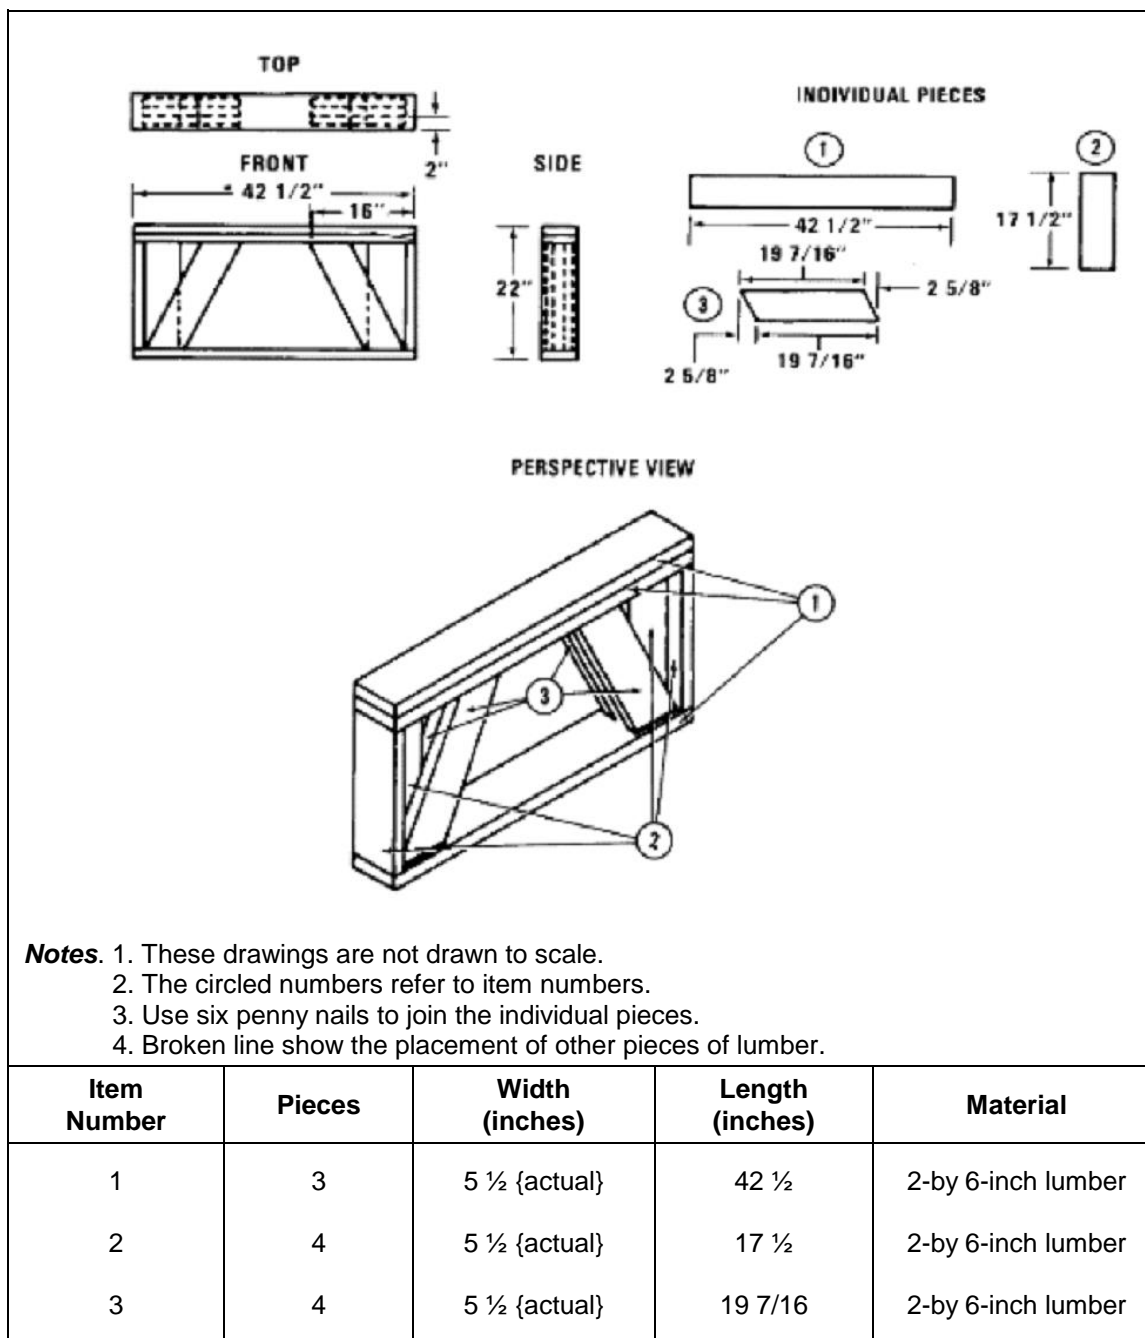 TOP
INDIVIDUAL PIECES
1
2
2"
FRONT
SIDE
* 42 1/2"
16"
42 1/2"
17 1/2"
22"
19 7/16"
3
2 5/8"
19 7/16"
2 5/8"
PERSPECTIVE VIEW
1
3
2
Notes. 1. These drawings are not drawn to scale.
2. The circled numbers refer to item numbers.
3. Use six penny nails to join the individual pieces.
4. Broken line show the placement of other pieces of lumber.
Item Number Pieces Width (inches) Length (inches) Material
1 3 5 ½ {actual} 42 ½ 2-by 6-inch lumber
2 4 5 ½ {actual} 17 ½ 2-by 6-inch lumber
3 4 5 ½ {actual} 19 7/16 2-by 6-inch lumber